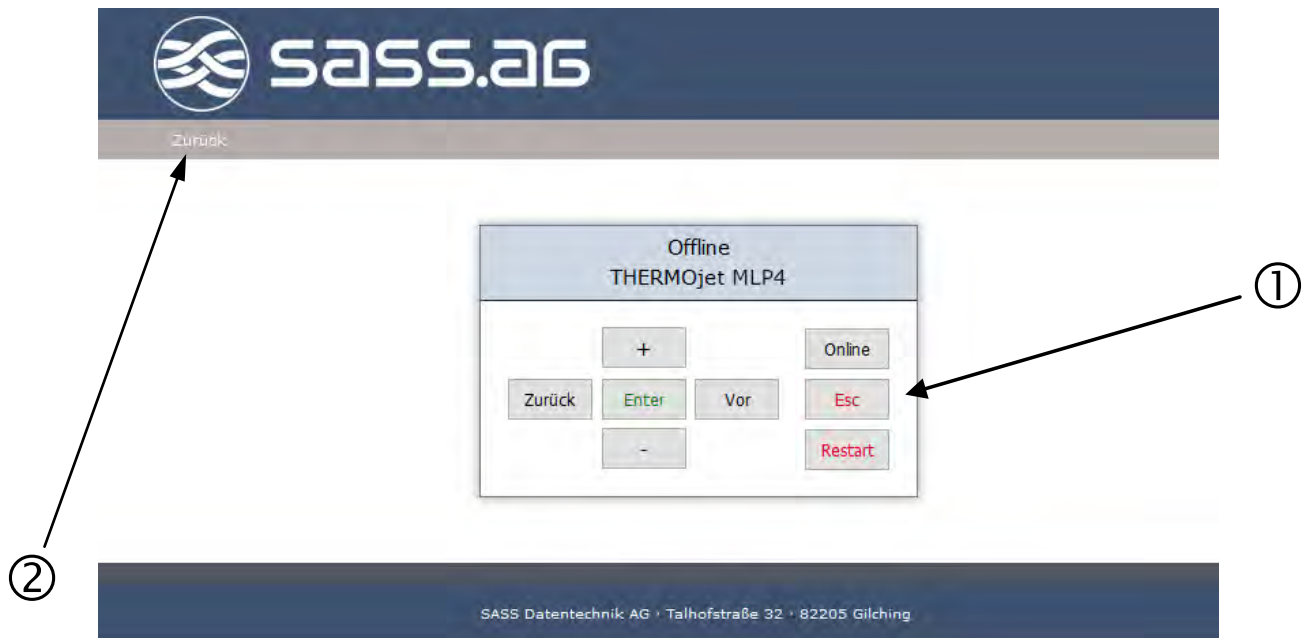 sass.aG
Zurück
Offline
THERMOjet MLP4
①
+
Online
Zurück Enter Vor Esc
-
Restart
②
SASS Datentechnik AG · Talhofstraße 32 · 82205 Gilching